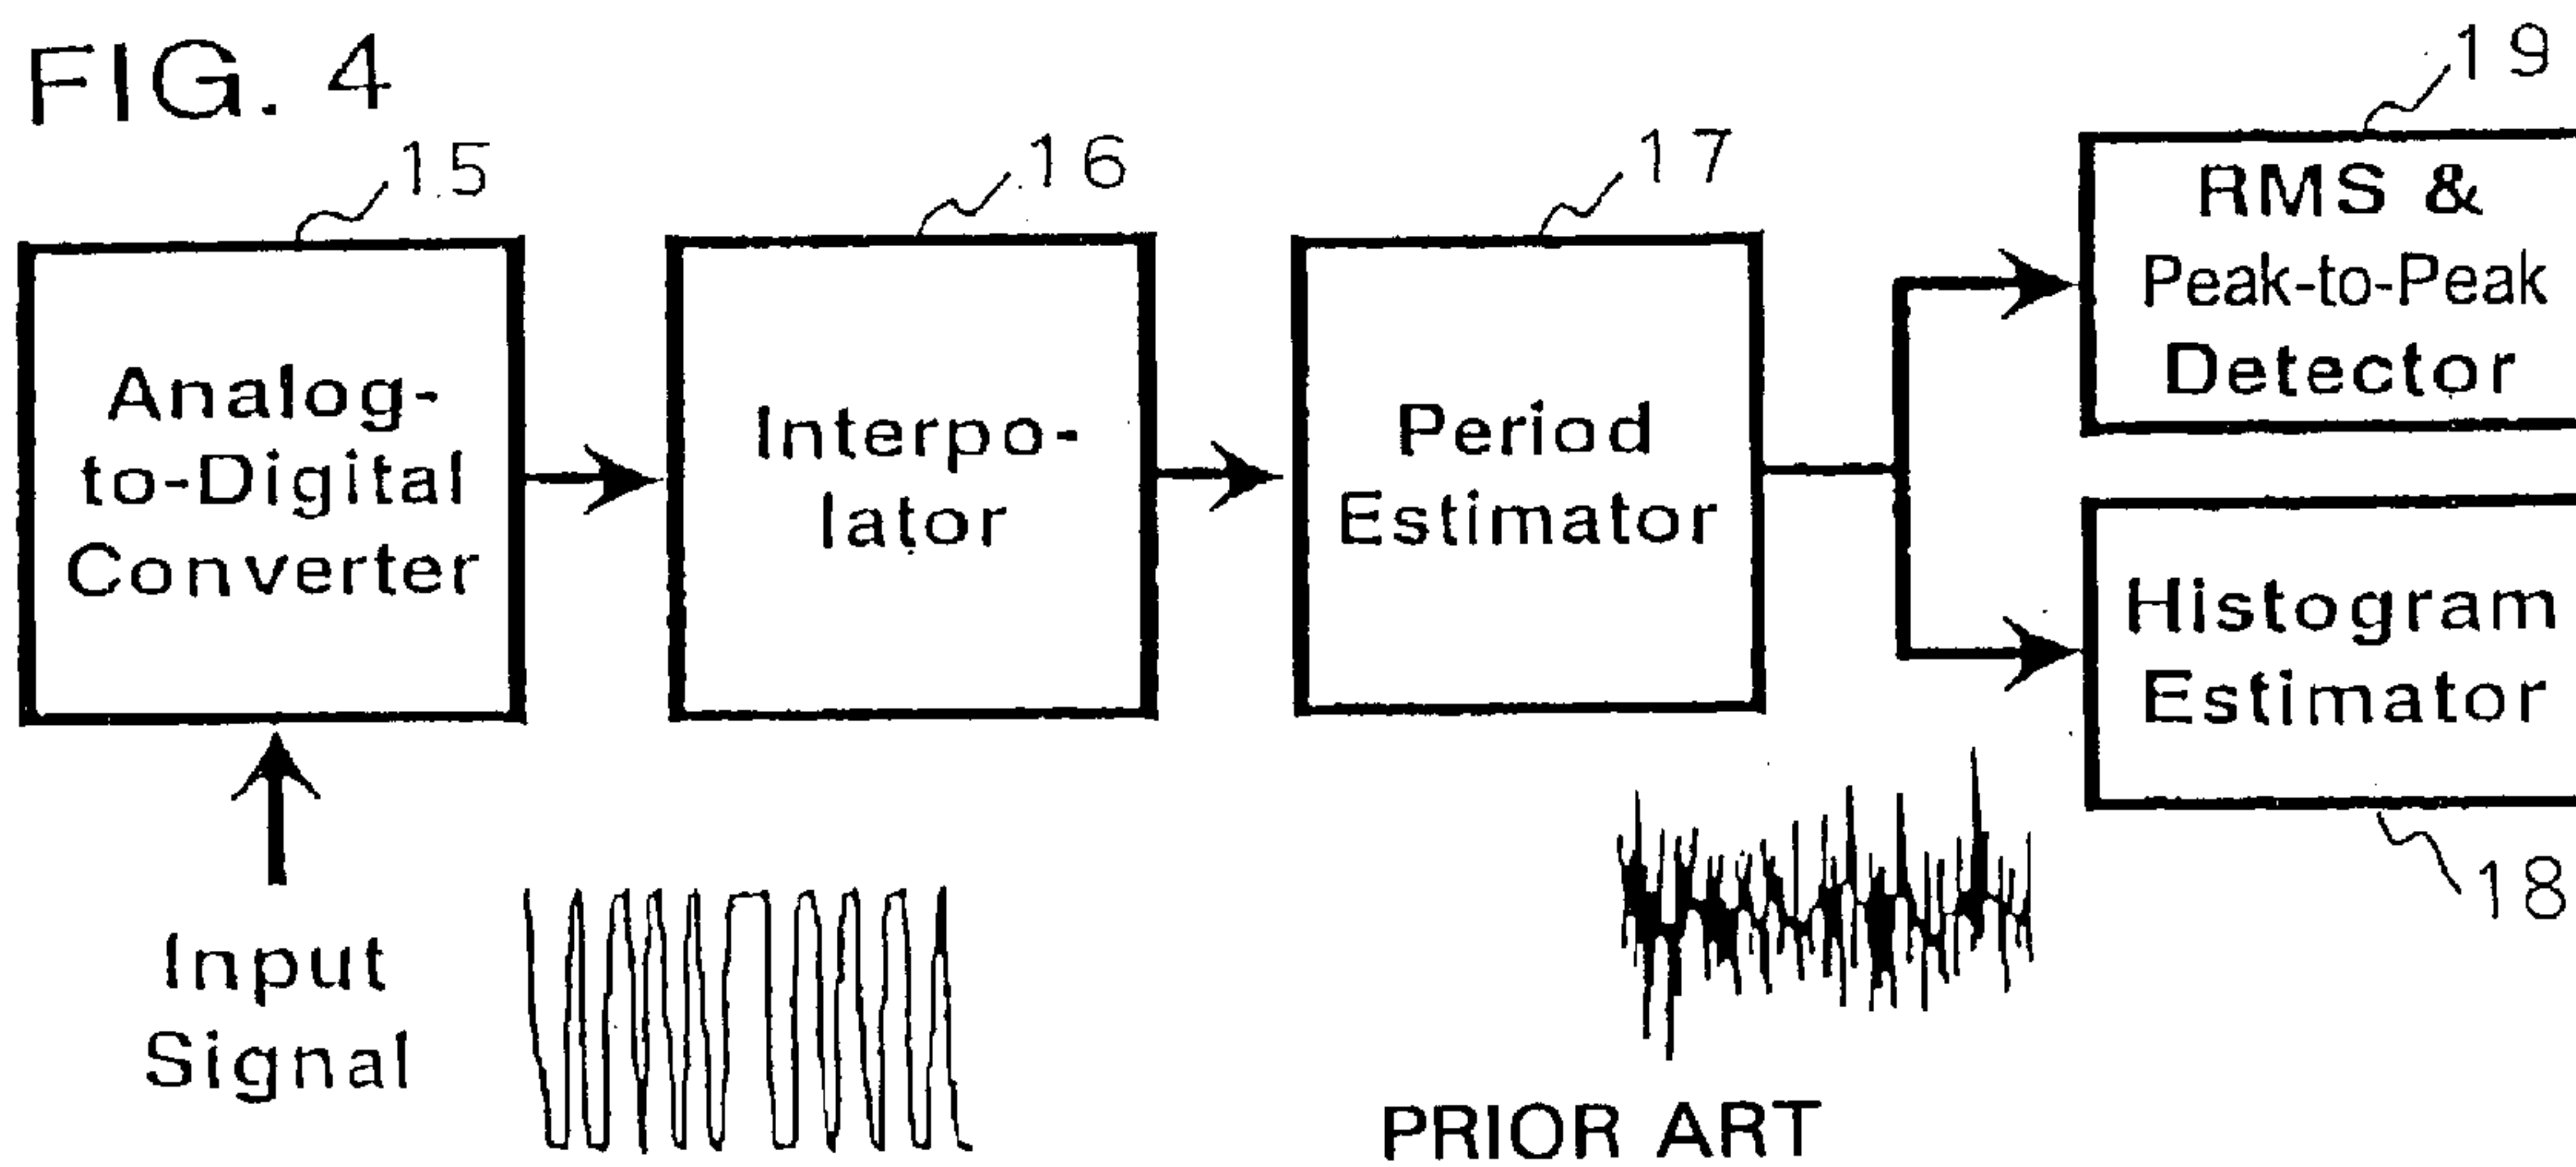 FIG. 4
15
16
17
19
Analog-
to-Digital
Converter
Interpo-
lator
Period
Estimator
RMS &
Peak-to-Peak
Detector
Histogram
Estimator
18
Input
Signal
PRIOR ART